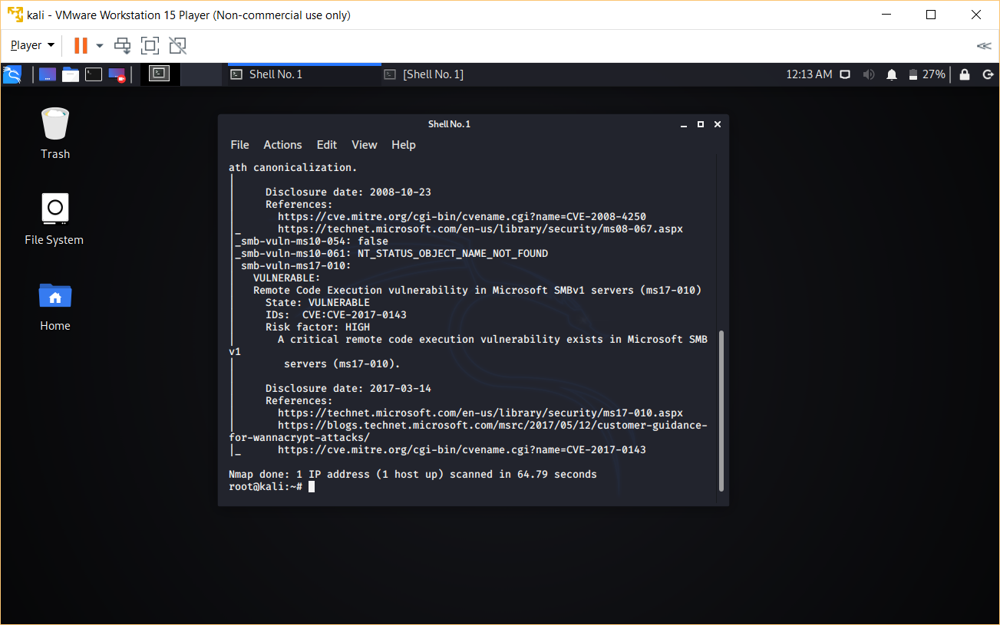 kali - VMware Workstation 15 Player (Non-commercial use only)
Player
Shell No. 1
[Shell No. 1]
12:13 AM
27%
Trash
File System
Home
Shell No. 1
File Actions Edit View Help
ath canonicalization.
|
|     Disclosure date: 2008-10-23
|     References:
|       https://cve.mitre.org/cgi-bin/cvename.cgi?name=CVE-2008-4250
|_      https://technet.microsoft.com/en-us/library/security/ms08-067.aspx
|_smb-vuln-ms10-054: false
|_smb-vuln-ms10-061: NT_STATUS_OBJECT_NAME_NOT_FOUND
| smb-vuln-ms17-010:
|   VULNERABLE:
|   Remote Code Execution vulnerability in Microsoft SMBv1 servers (ms17-010)
|     State: VULNERABLE
|     IDs:  CVE:CVE-2017-0143
|     Risk factor: HIGH
|       A critical remote code execution vulnerability exists in Microsoft SMB
v1
|        servers (ms17-010).
|
|     Disclosure date: 2017-03-14
|     References:
|       https://technet.microsoft.com/en-us/library/security/ms17-010.aspx
|       https://blogs.technet.microsoft.com/msrc/2017/05/12/customer-guidance-
for-wannacrypt-attacks/
|_      https://cve.mitre.org/cgi-bin/cvename.cgi?name=CVE-2017-0143
Nmap done: 1 IP address (1 host up) scanned in 64.79 seconds
root@kali:~#